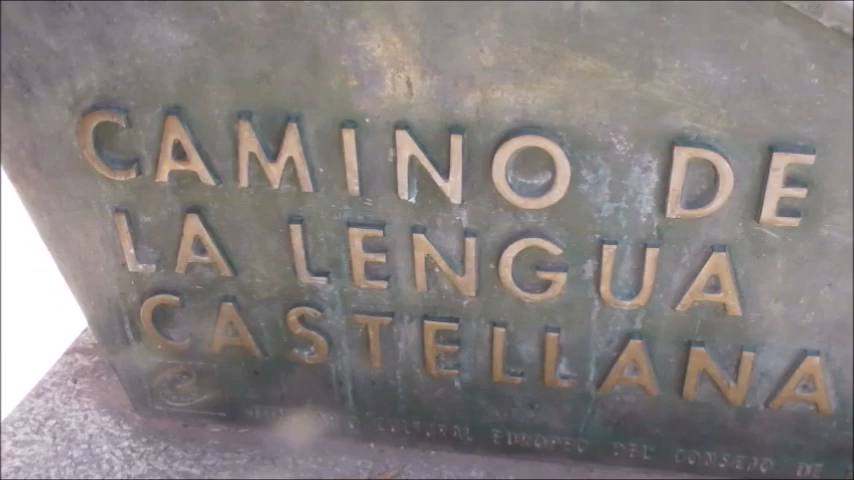 CAMINO DE
LA LENGUA
CASTELLANA
CULTURAL EUROPEO DEL CONSEJO DE